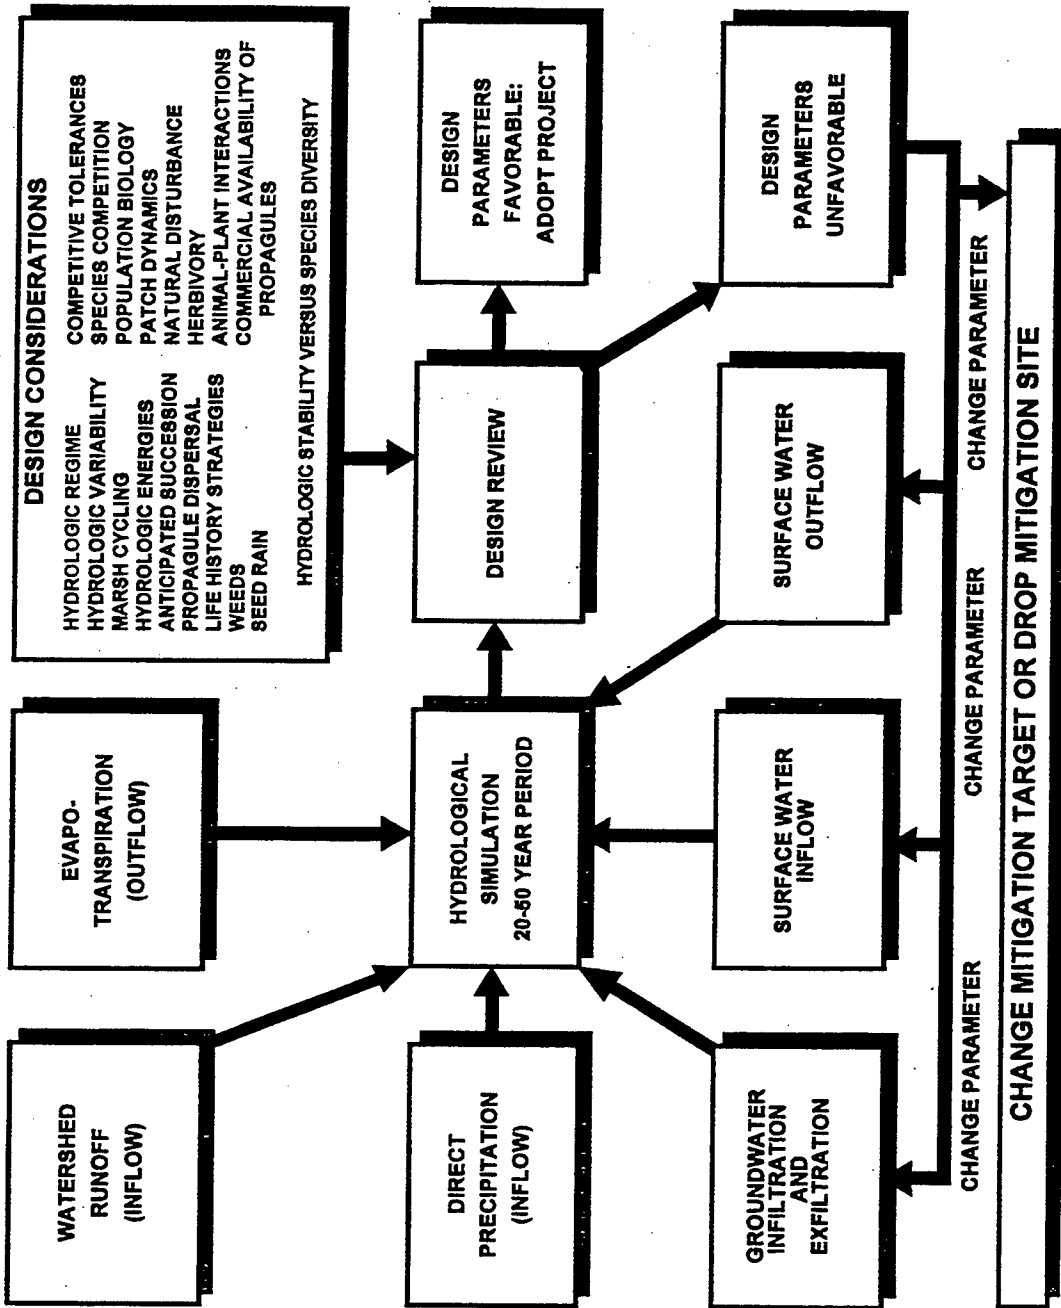 WATERSHED
RUNOFF
(INFLOW)
EVAPO-
TRANSPIRATION
(OUTFLOW)
DESIGN CONSIDERATIONS
HYDROLOGIC REGIME
HYDROLOGIC VARIABILITY
MARSH CYCLING
HYDROLOGIC ENERGIES
ANTICIPATED SUCCESSION
PROPAGULE DISPERSAL
LIFE HISTORY STRATEGIES
WEEDS
SEED RAIN
COMPETITIVE TOLERANCES
SPECIES COMPETITION
POPULATION BIOLOGY
PATCH DYNAMICS
NATURAL DISTURBANCE
HERBIVORY
ANIMAL-PLANT INTERACTIONS
COMMERCIAL AVAILABILITY OF
PROPAGULES
HYDROLOGIC STABILITY VERSUS SPECIES DIVERSITY
DIRECT
PRECIPITATION
(INFLOW)
HYDROLOGICAL
SIMULATION
20-50 YEAR PERIOD
DESIGN REVIEW
DESIGN
PARAMETERS
FAVORABLE:
ADOPT PROJECT
GROUNDWATER
INFILTRATION
AND
EXFILTRATION
SURFACE WATER
INFLOW
SURFACE WATER
OUTFLOW
DESIGN
PARAMETERS
UNFAVORABLE
CHANGE PARAMETER
CHANGE PARAMETER
CHANGE PARAMETER
CHANGE MITIGATION TARGET OR DROP MITIGATION SITE